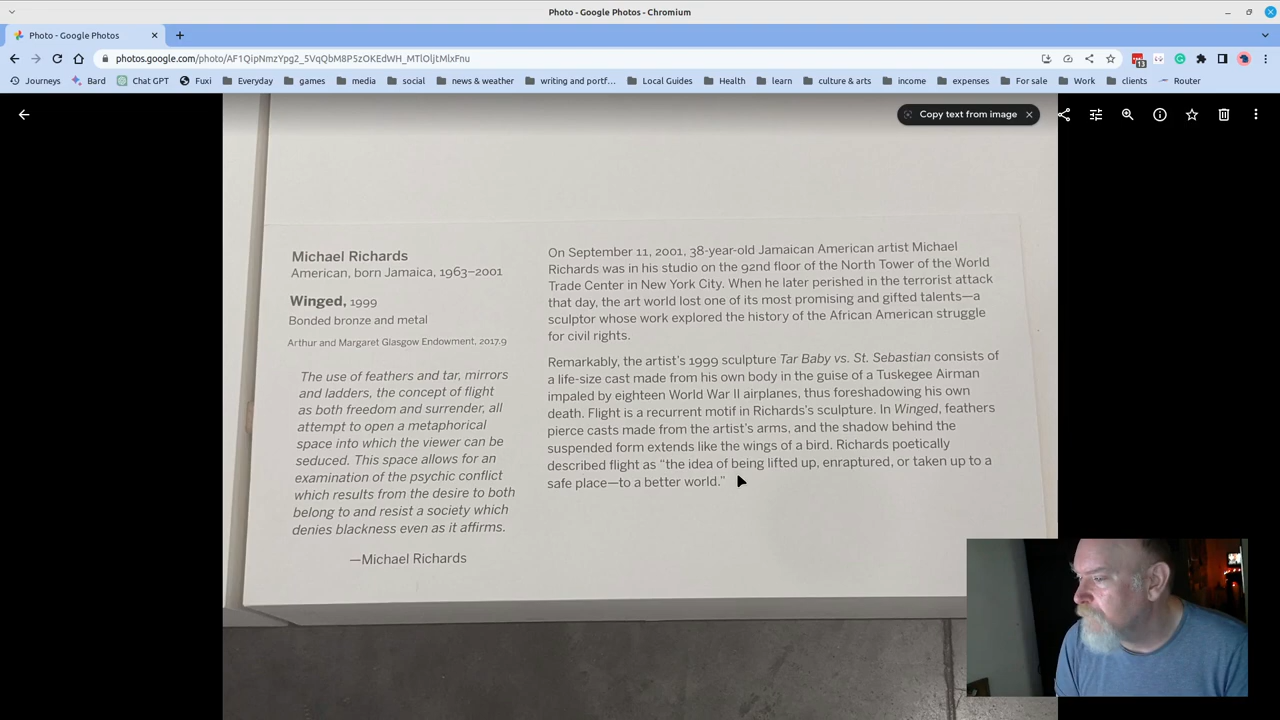 Photo - Google Photos - Chromium
Photo - Google Photos
photos.google.com/photo/AF1QipNmzYpg2_5VqQbM8P5zOKEdWH_MTlOljtMlxFnu
13
Journeys Bard Chat GPT Fuxi Everyday games media social news & weather writing and portf... Local Guides Health learn culture & arts income expenses For sale Work clients Router
Copy text from image
Michael Richards
American, born Jamaica, 1963–2001
Winged, 1999
Bonded bronze and metal
Arthur and Margaret Glasgow Endowment, 2017.9
The use of feathers and tar, mirrors
and ladders, the concept of flight
as both freedom and surrender, all
attempt to open a metaphorical
space into which the viewer can be
seduced. This space allows for an
examination of the psychic conflict
which results from the desire to both
belong to and resist a society which
denies blackness even as it affirms.
—Michael Richards
On September 11, 2001, 38-year-old Jamaican American artist Michael
Richards was in his studio on the 92nd floor of the North Tower of the World
Trade Center in New York City. When he later perished in the terrorist attack
that day, the art world lost one of its most promising and gifted talents—a
sculptor whose work explored the history of the African American struggle
for civil rights.
Remarkably, the artist's 1999 sculpture Tar Baby vs. St. Sebastian consists of
a life-size cast made from his own body in the guise of a Tuskegee Airman
impaled by eighteen World War II airplanes, thus foreshadowing his own
death. Flight is a recurrent motif in Richards's sculpture. In Winged, feathers
pierce casts made from the artist's arms, and the shadow behind the
suspended form extends like the wings of a bird. Richards poetically
described flight as “the idea of being lifted up, enraptured, or taken up to a
safe place—to a better world.”